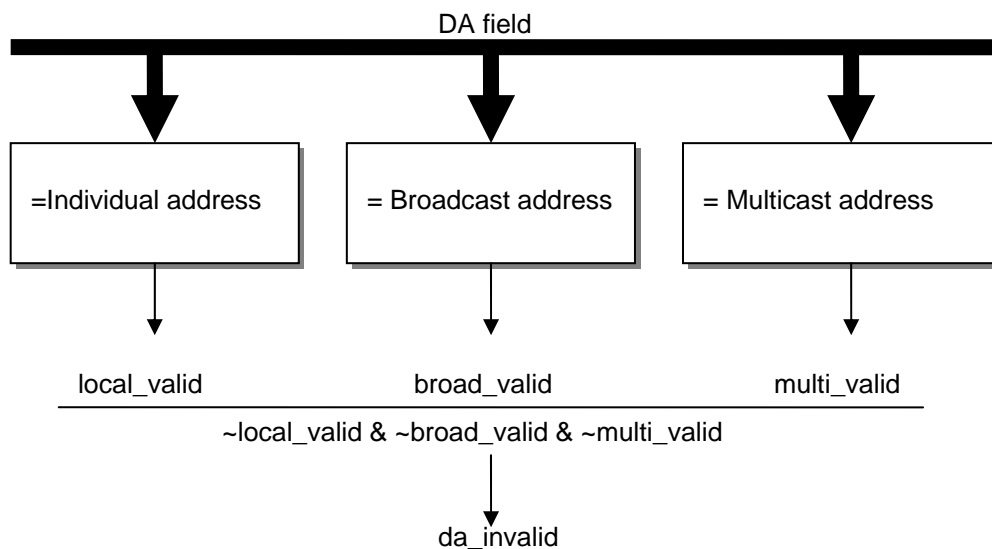 DA field
=Individual address
= Broadcast address
= Multicast address
local_valid
broad_valid
multi_valid
~local_valid & ~broad_valid & ~multi_valid
da_invalid